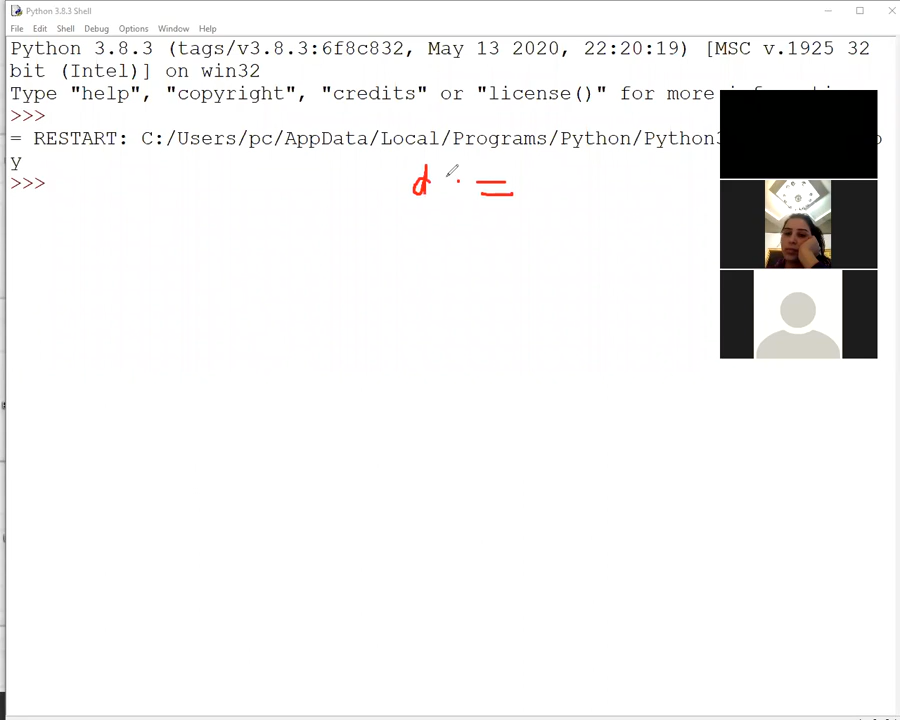 Python 3.8.3 Shell
File Edit Shell Debug Options Window Help
Python 3.8.3 (tags/v3.8.3:6f8c832, May 13 2020, 22:20:19) [MSC v.1925 32
bit (Intel)] on win32
Type "help", "copyright", "credits" or "license()" for more
>>>
= RESTART: C:/Users/pc/AppData/Local/Programs/Python/Python3
y
>>>
d =